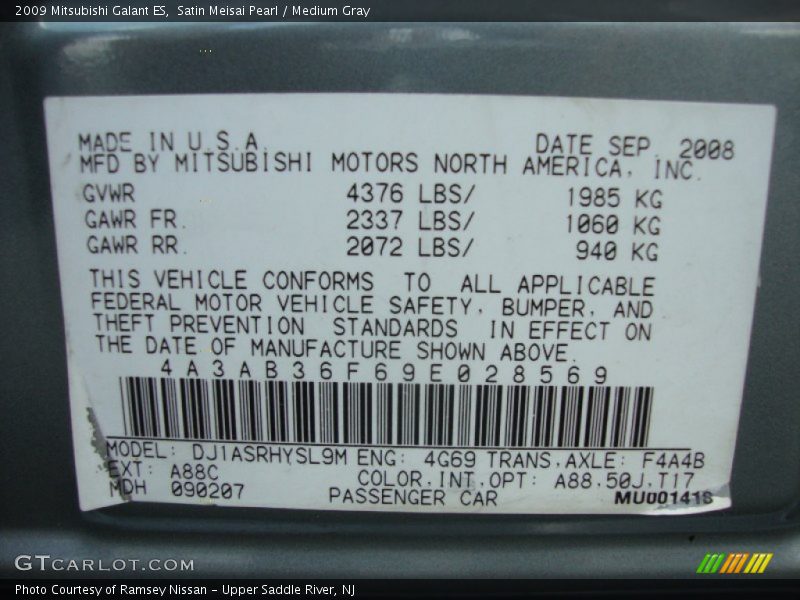 2009 Mitsubishi Galant ES,  Satin Meisai Pearl / Medium Gray
MADE IN U.S.A. DATE SEP. 2008
MFD BY MITSUBISHI MOTORS NORTH AMERICA, INC.
GVWR 4376 LBS/ 1985 KG
GAWR FR. 2337 LBS/ 1060 KG
GAWR RR. 2072 LBS/ 940 KG
THIS VEHICLE CONFORMS TO ALL APPLICABLE
FEDERAL MOTOR VEHICLE SAFETY, BUMPER, AND
THEFT PREVENTION STANDARDS IN EFFECT ON
THE DATE OF MANUFACTURE SHOWN ABOVE.
4A3AB36F69E028569
MODEL: DJ1ASRHYSL9M ENG: 4G69 TRANS.AXLE: F4A4B
EXT: A88C COLOR.INT.OPT: A88.50J.T17
MDH 090207 PASSENGER CAR MU001418
GTCARLOT.COM
Photo Courtesy of Ramsey Nissan - Upper Saddle River, NJ